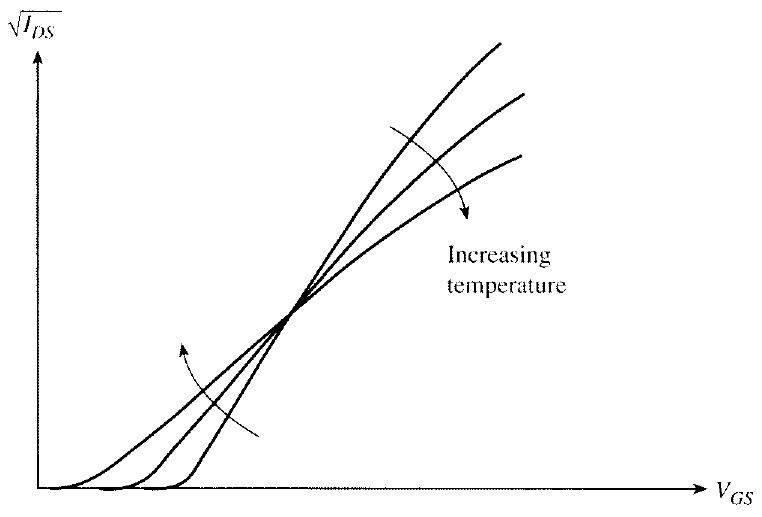 √I_DS
Increasing
temperature
V_GS